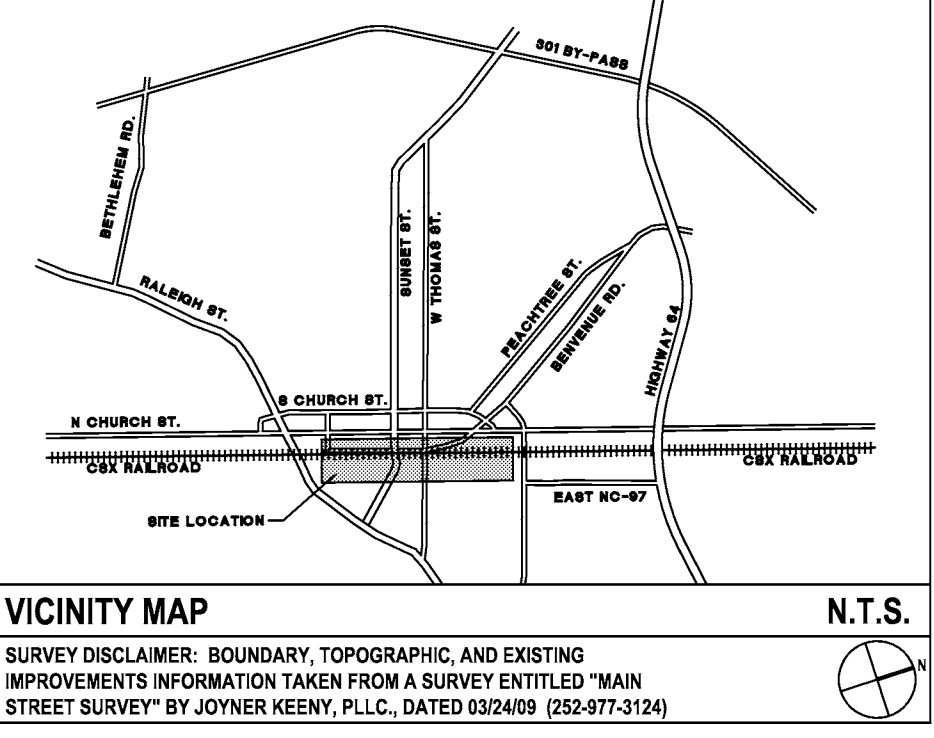 301 BY-PASS
BETHLEHEM RD.
SUNSET ST.
W THOMAS ST.
PEACHTREE ST.
BENVENUE RD.
RALEIGH ST.
HIGHWAY 64
S CHURCH ST.
N CHURCH ST.
CSX RAILROAD
CSX RAILROAD
EAST NC-97
SITE LOCATION
VICINITY MAP
N.T.S.
SURVEY DISCLAIMER: BOUNDARY, TOPOGRAPHIC, AND EXISTING
IMPROVEMENTS INFORMATION TAKEN FROM A SURVEY ENTITLED "MAIN
STREET SURVEY" BY JOYNER KEENY, PLLC., DATED 03/24/09 (252-977-3124)
N